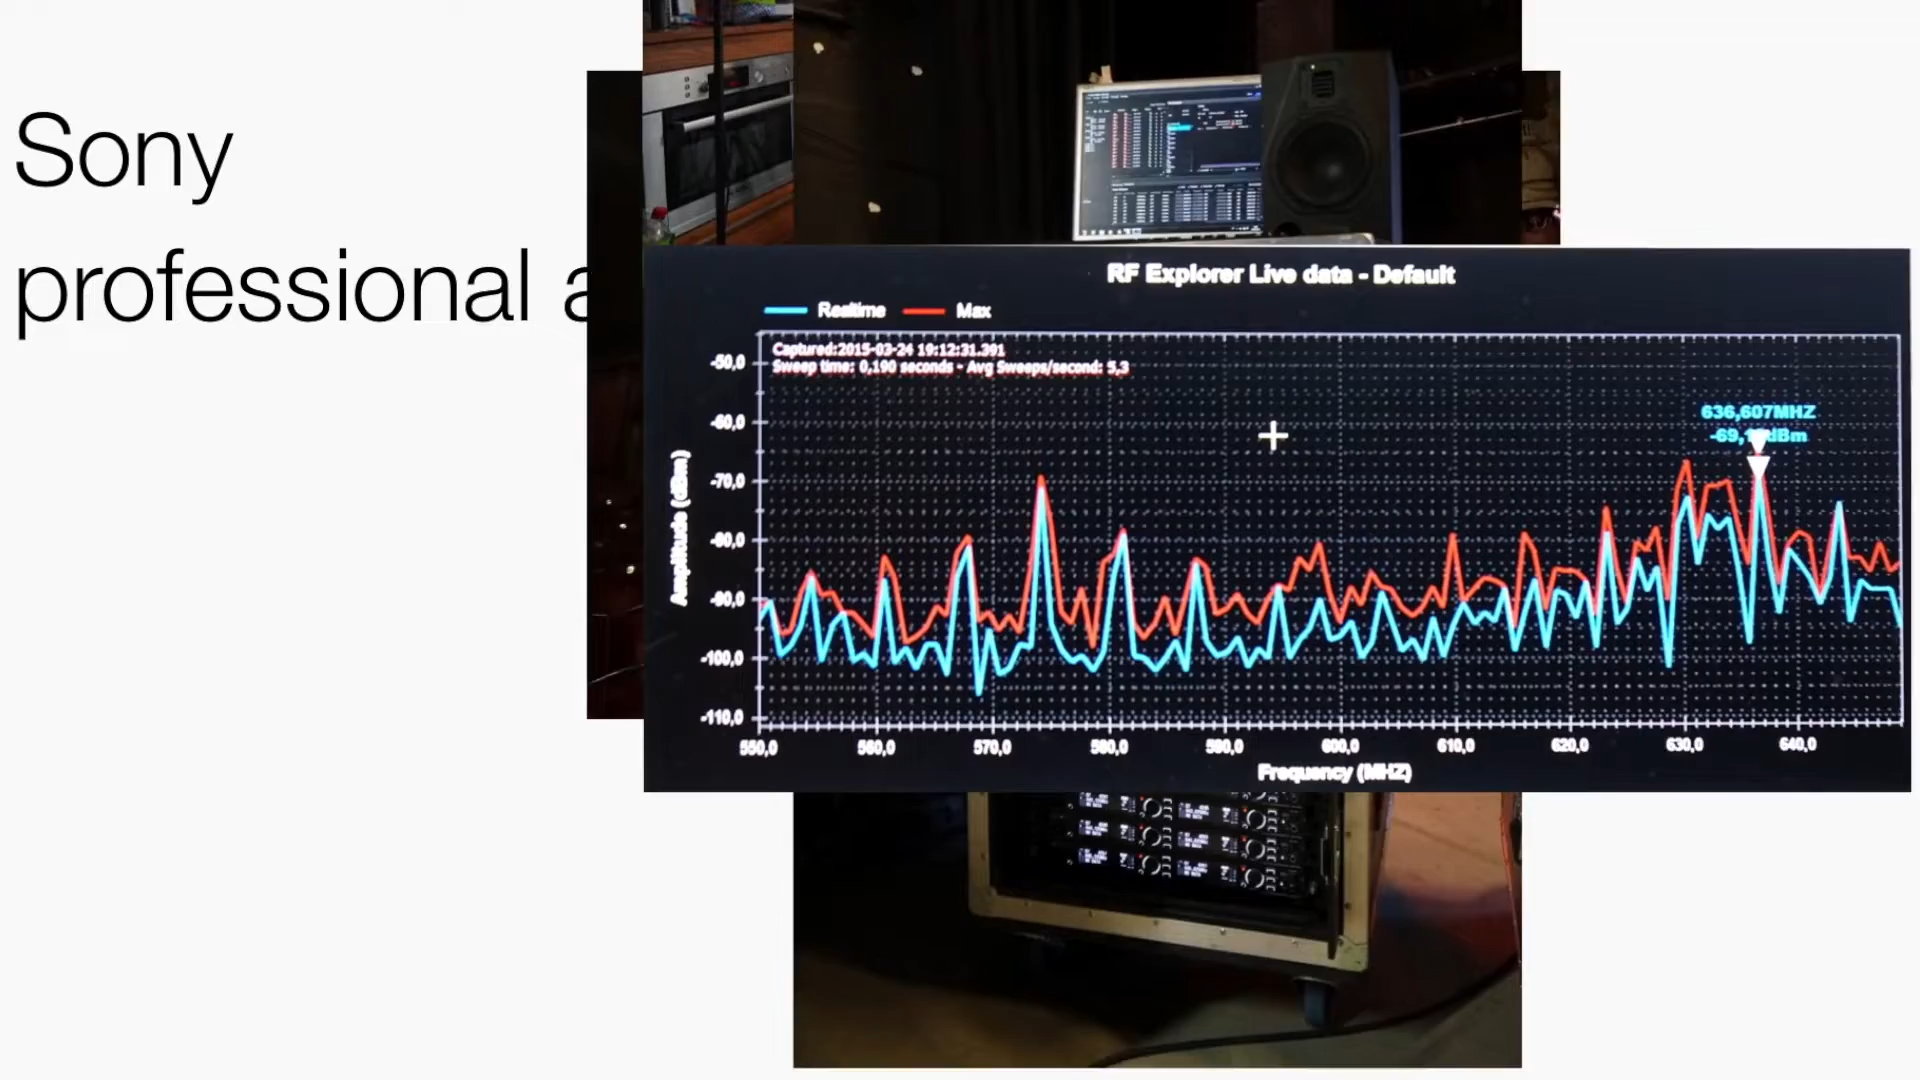 Sony
professional a
RF Explorer Live data - Default
Realtime Max
Captured:2015-03-24 19:12:31.391
Sweep time: 0,190 seconds - Avg Sweeps/second: 5,3
636,607MHZ
dBm
-50,0
-60,0
-70,0
-80,0
-90,0
-100,0
-110,0
Amplitude (dBm)
550,0 560,0 570,0 580,0 590,0 600,0 610,0 620,0 630,0 640,0
Frequency (MHZ)